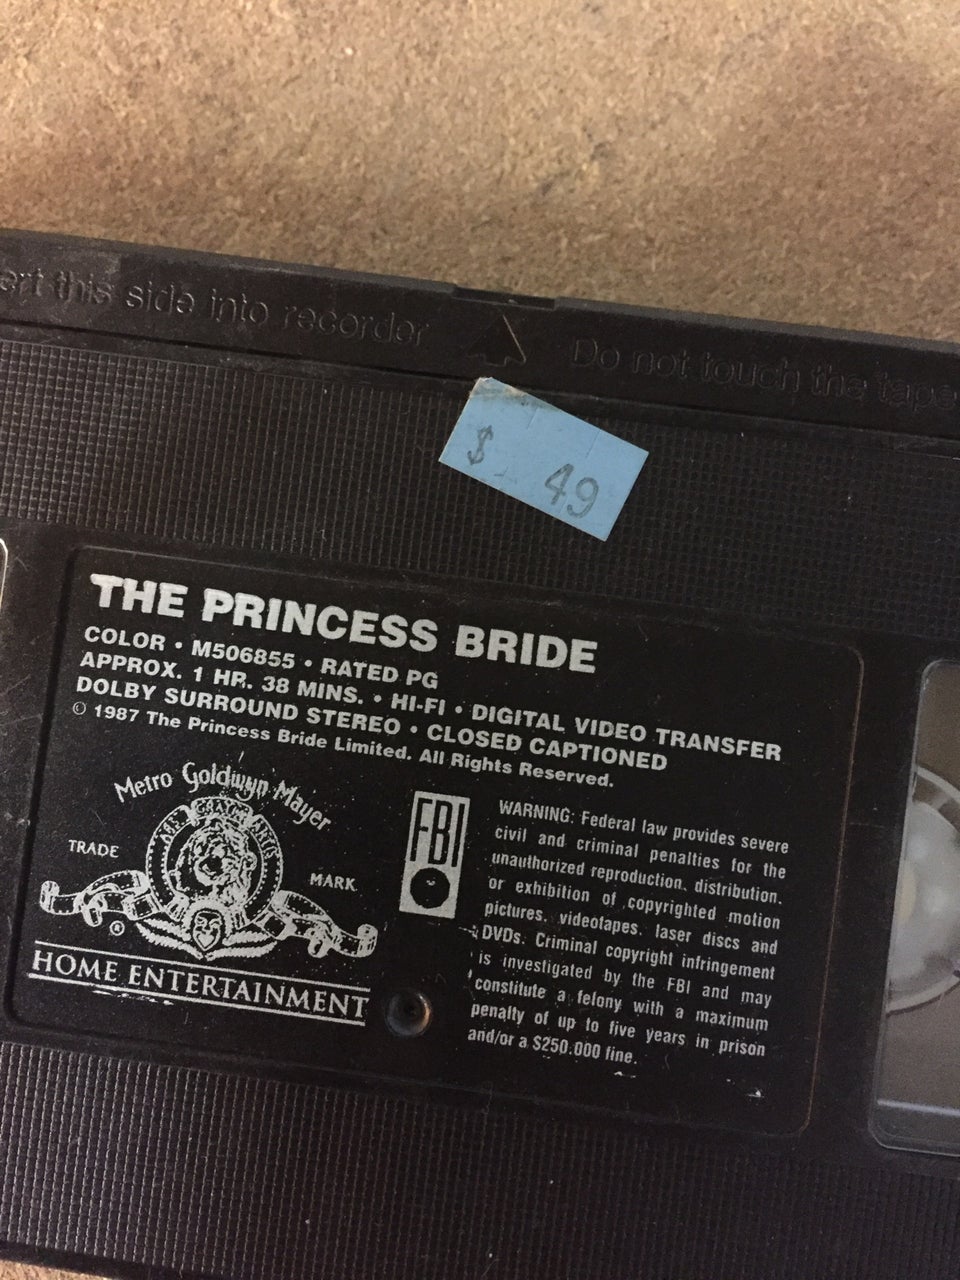 ert this side into recorder Do not touch the tape
$ 49
THE PRINCESS BRIDE
COLOR • M506855 • RATED PG
APPROX. 1 HR. 38 MINS. • HI-FI • DIGITAL VIDEO TRANSFER
DOLBY SURROUND STEREO • CLOSED CAPTIONED
© 1987 The Princess Bride Limited. All Rights Reserved.
Metro Goldwyn Mayer
TRADE MARK
®
HOME ENTERTAINMENT
FBI
WARNING: Federal law provides severe
civil and criminal penalties for the
unauthorized reproduction, distribution,
or exhibition of copyrighted motion
pictures, videotapes, laser discs and
DVDs. Criminal copyright infringement
is investigated by the FBI and may
constitute a felony with a maximum
penalty of up to five years in prison
and/or a $250.000 fine.